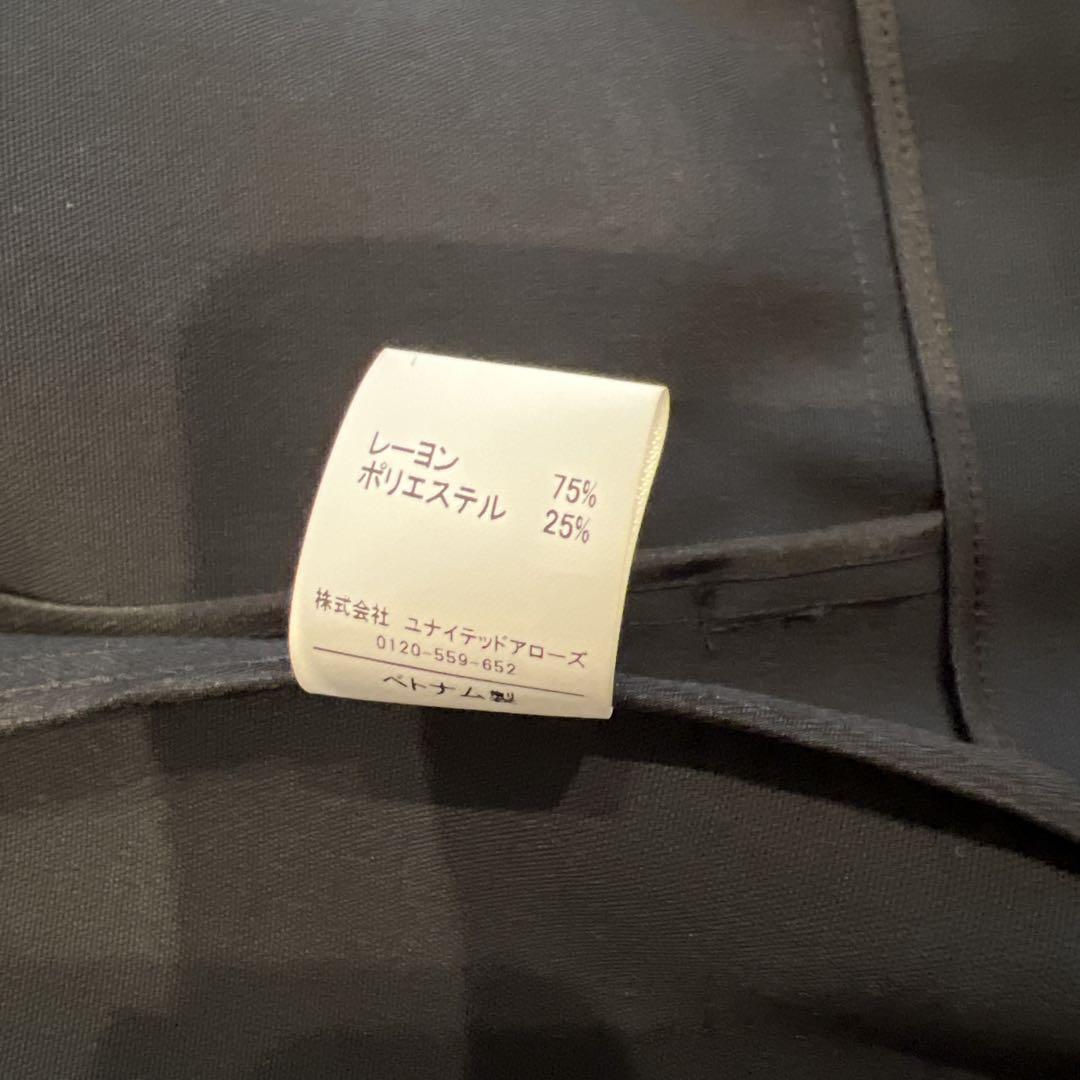 レーヨン 75%
ポリエステル 25%
株式会社 ユナイテッドアローズ
0120-559-652
ベトナム製